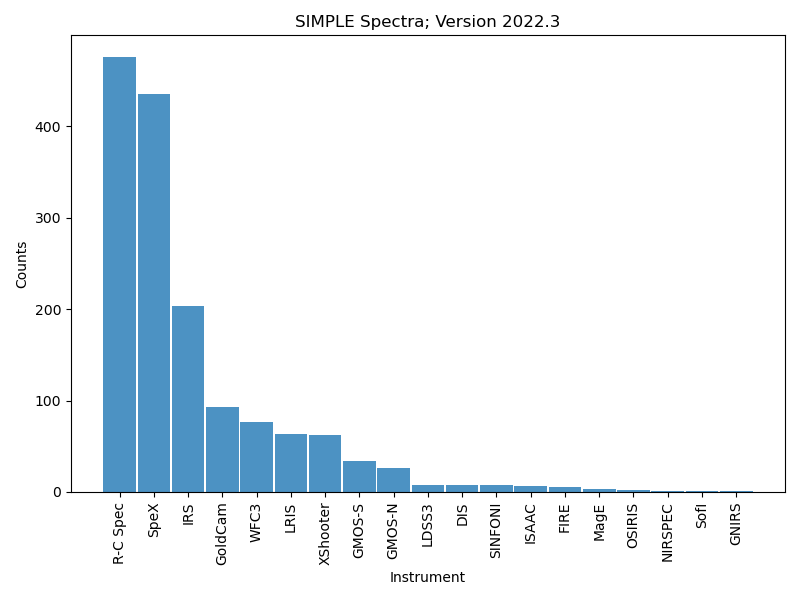 SIMPLE Spectra; Version 2022.3
Counts
400
300
200
100
0
R-C Spec
SpeX
IRS
GoldCam
WFC3
LRIS
XShooter
GMOS-S
GMOS-N
LDSS3
DIS
SINFONI
ISAAC
FIRE
MagE
OSIRIS
NIRSPEC
SofI
GNIRS
Instrument